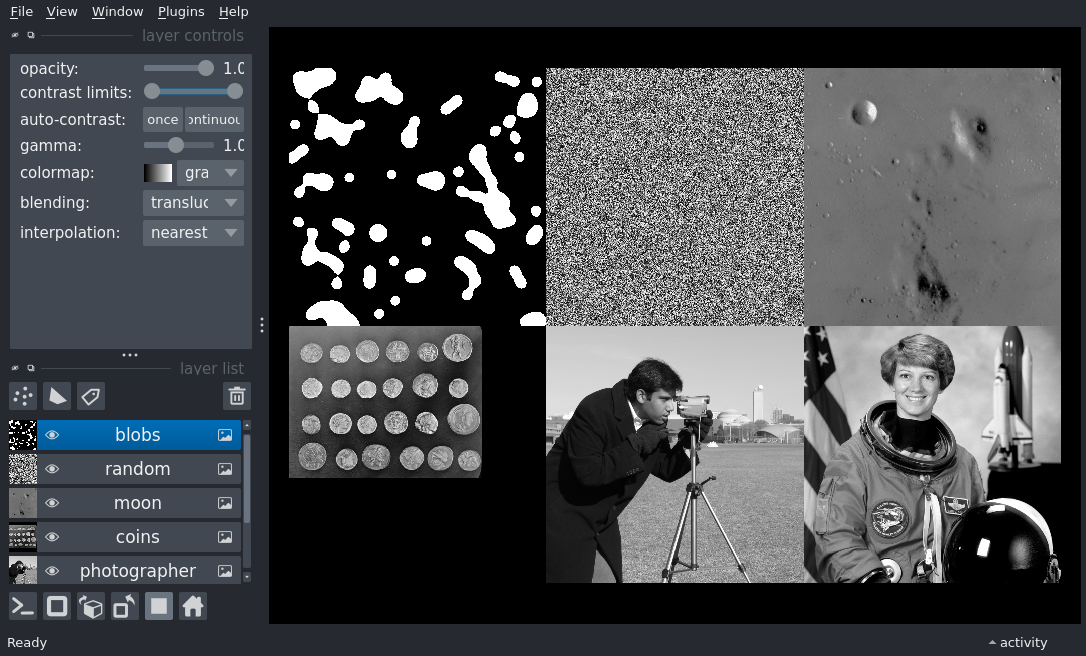 File View Window Plugins Help
layer controls
opacity: 1.0
contrast limits:
auto-contrast: once ontinuou
gamma: 1.0
colormap: gra
blending: transluc
interpolation: nearest
layer list
blobs
random
moon
coins
photographer
Ready
activity